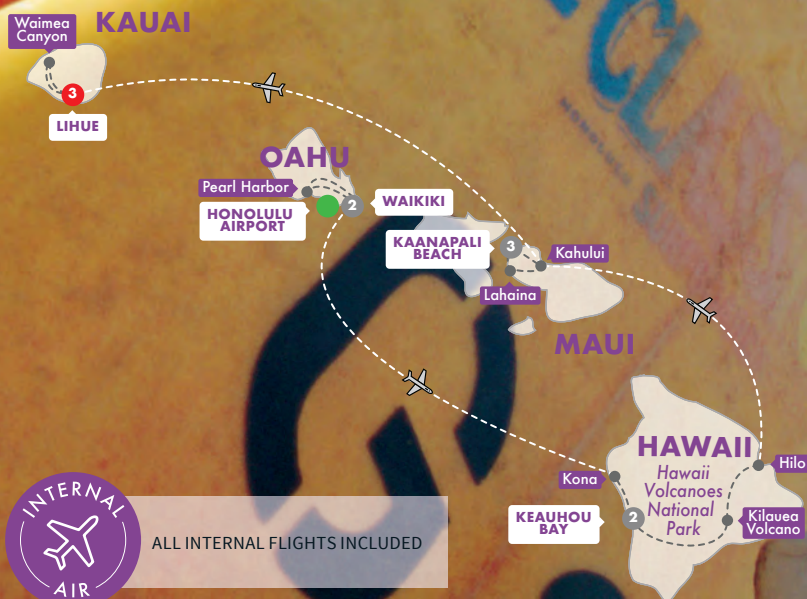 KAUAI
Waimea
Canyon
3
LIHUE
OAHU
Pearl Harbor
HONOLULU
AIRPORT
2
WAIKIKI
KAANAPALI
BEACH
3
Kahului
Lahaina
MAUI
HAWAII
Hawaii
Volcanoes
National
Park
Hilo
Kona
KEAUHOU
BAY
2
Kilauea
Volcano
INTERNAL
AIR
ALL INTERNAL FLIGHTS INCLUDED